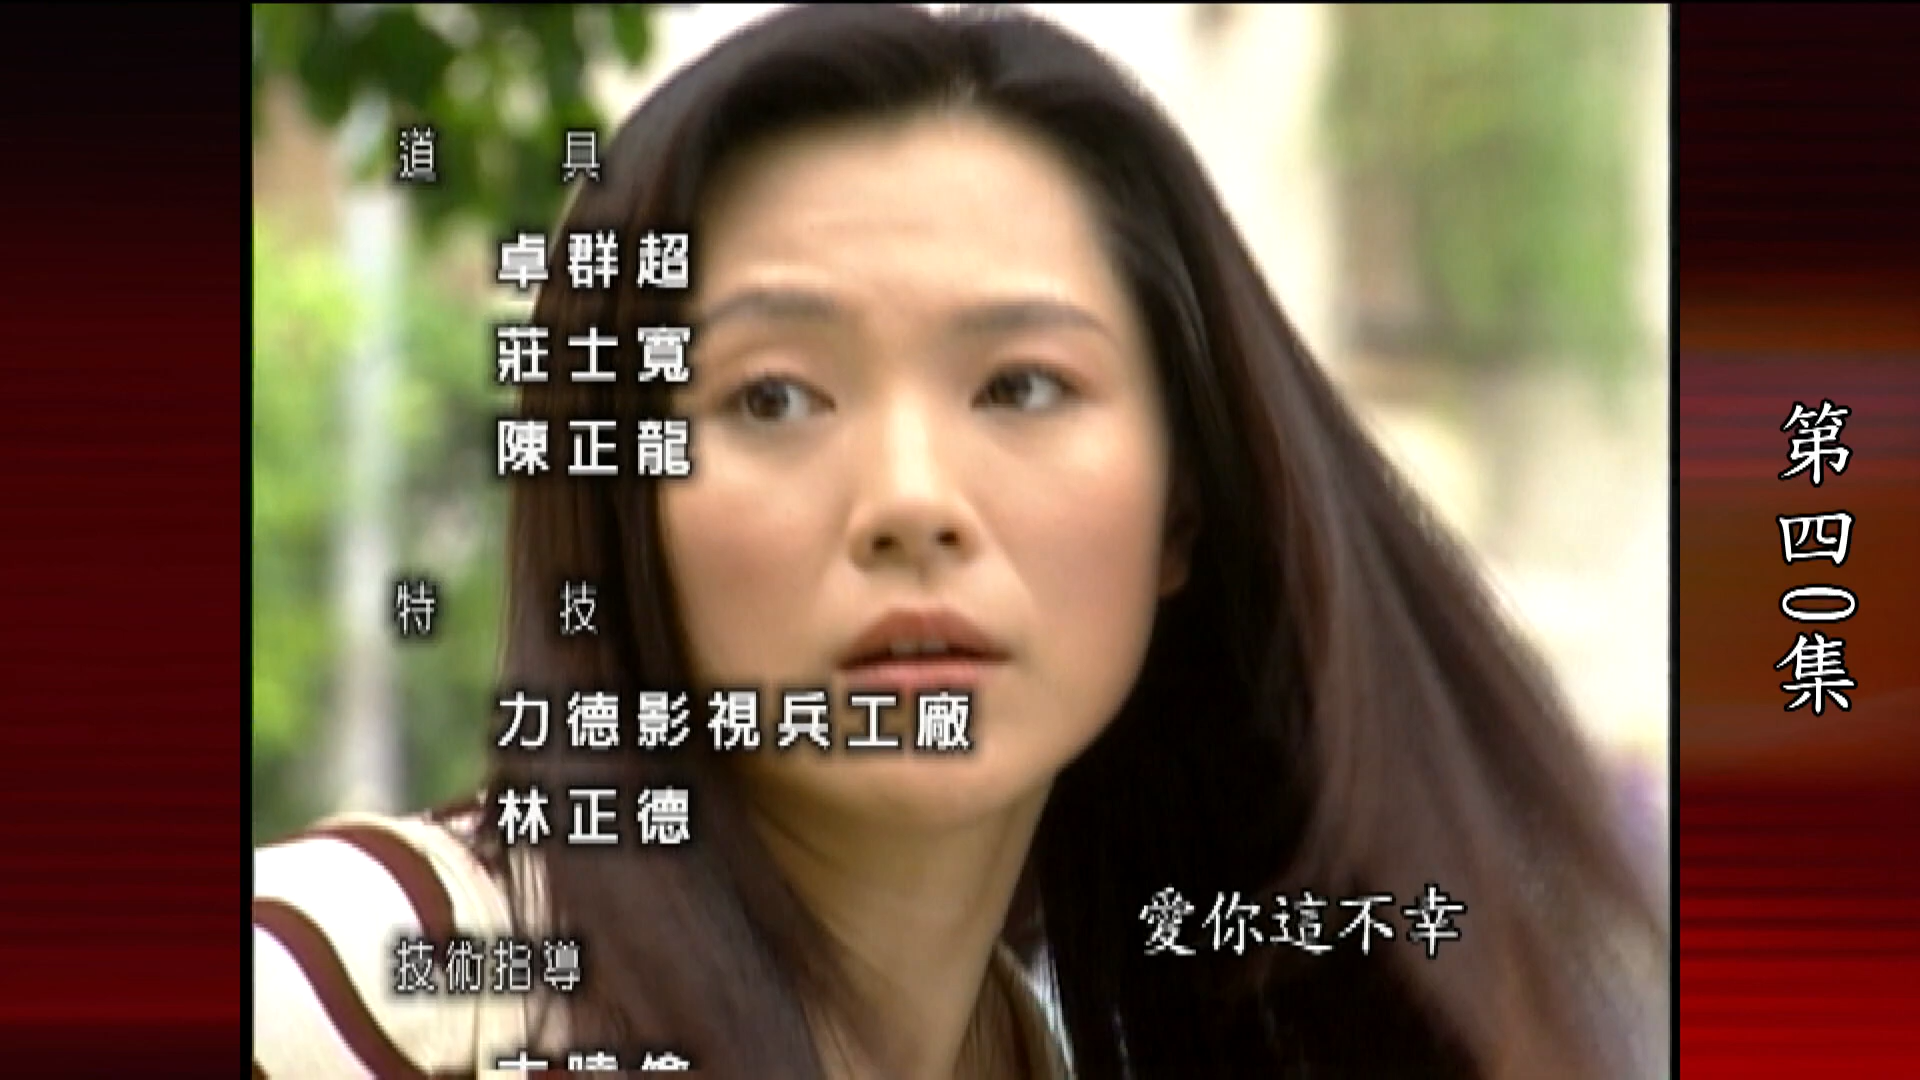 道具
卓群超
莊士寬
陳正龍
特技
力德影視兵工廠
林正德
技術指導
愛你這不幸
第四○集